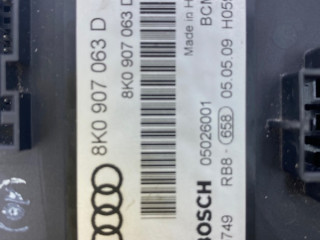 8K0 907 063 D
8K0 907 063 D
Made in H
BCM
BOSCH 05026001
749 RB8 - 658 05.05.09 H05